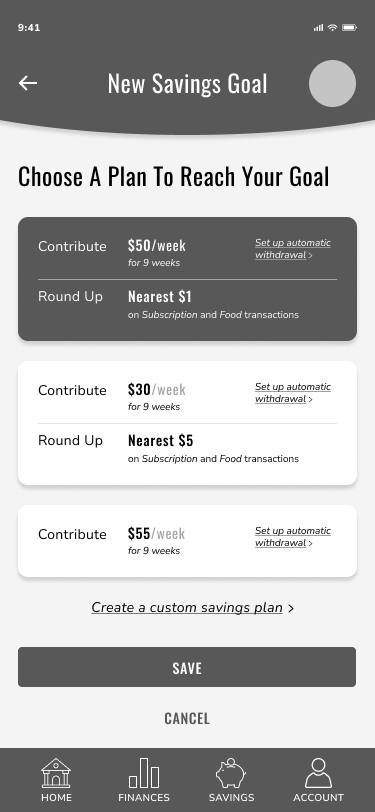 9:41
New Savings Goal
Choose A Plan To Reach Your Goal
Contribute $50/week Set up automatic
for 9 weeks withdrawal >
Round Up Nearest $1
on Subscription and Food transactions
Contribute $30/week Set up automatic
for 9 weeks withdrawal >
Round Up Nearest $5
on Subscription and Food transactions
Contribute $55/week Set up automatic
for 9 weeks withdrawal >
Create a custom savings plan >
SAVE
CANCEL
HOME FINANCES SAVINGS ACCOUNT